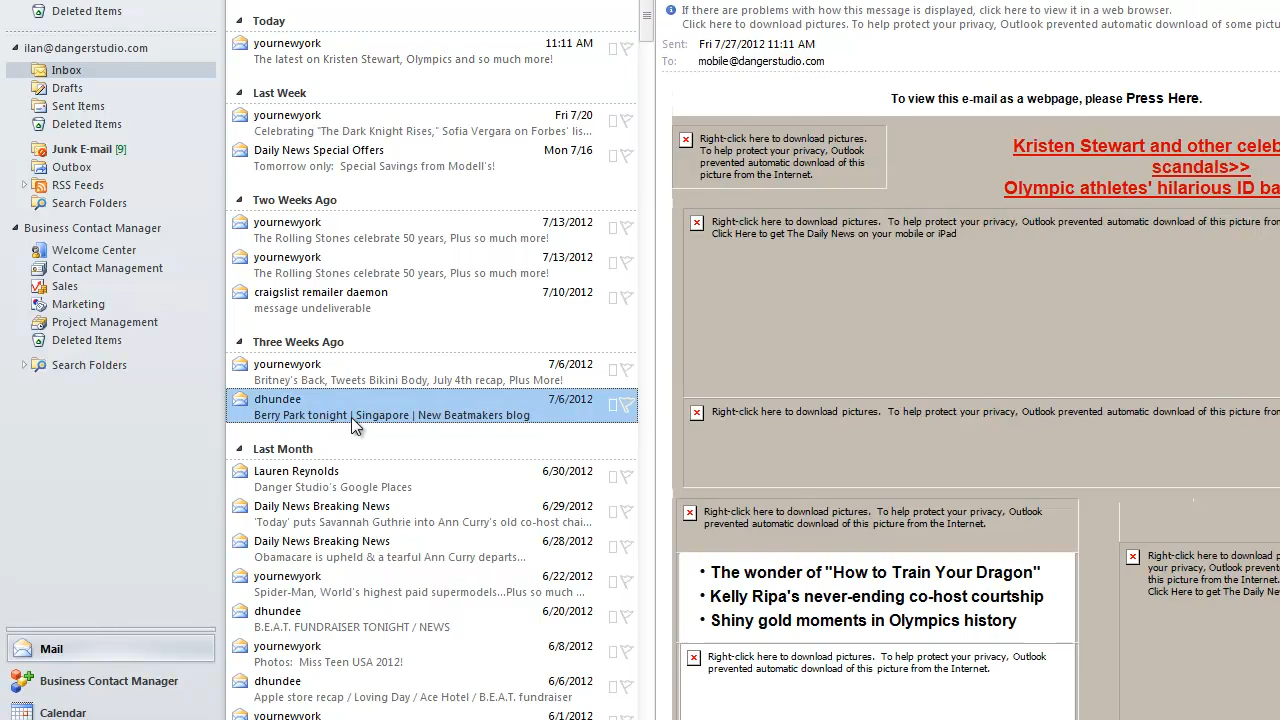 Deleted Items
ilan@dangerstudio.com
Inbox
Drafts
Sent Items
Deleted Items
Junk E-mail [9]
Outbox
RSS Feeds
Search Folders
Business Contact Manager
Welcome Center
Contact Management
Sales
Marketing
Project Management
Deleted Items
Search Folders
Mail
Business Contact Manager
Calendar
Today
yournewyork 11:11 AM
The latest on Kristen Stewart, Olympics and so much more!
Last Week
yournewyork Fri 7/20
Celebrating "The Dark Knight Rises," Sofia Vergara on Forbes' lis...
Daily News Special Offers Mon 7/16
Tomorrow only: Special Savings from Modell's!
Two Weeks Ago
yournewyork 7/13/2012
The Rolling Stones celebrate 50 years, Plus so much more!
yournewyork 7/13/2012
The Rolling Stones celebrate 50 years, Plus so much more!
craigslist remailer daemon 7/10/2012
message undeliverable
Three Weeks Ago
yournewyork 7/6/2012
Britney's Back, Tweets Bikini Body, July 4th recap, Plus More!
dhundee 7/6/2012
Berry Park tonight | Singapore | New Beatmakers blog
Last Month
Lauren Reynolds 6/30/2012
Danger Studio's Google Places
Daily News Breaking News 6/29/2012
'Today' puts Savannah Guthrie into Ann Curry's old co-host chai...
Daily News Breaking News 6/28/2012
Obamacare is upheld & a tearful Ann Curry departs...
yournewyork 6/22/2012
Spider-Man, World's highest paid supermodels...Plus so much ...
dhundee 6/20/2012
B.E.A.T. FUNDRAISER TONIGHT / NEWS
yournewyork 6/8/2012
Photos: Miss Teen USA 2012!
dhundee 6/6/2012
Apple store recap / Loving Day / Ace Hotel / B.E.A.T. fundraiser
yournewyork 6/1/2012
If there are problems with how this message is displayed, click here to view it in a web browser.
Click here to download pictures. To help protect your privacy, Outlook prevented automatic download of some pictu
Sent: Fri 7/27/2012 11:11 AM
To: mobile@dangerstudio.com
To view this e-mail as a webpage, please Press Here.
Right-click here to download pictures.
To help protect your privacy, Outlook
prevented automatic download of this
picture from the Internet.
Kristen Stewart and other celeb
scandals>>
Olympic athletes' hilarious ID ba
Right-click here to download pictures. To help protect your privacy, Outlook prevented automatic download of this picture from
Click Here to get The Daily News on your mobile or iPad
Right-click here to download pictures. To help protect your privacy, Outlook prevented automatic download of this picture from
Right-click here to download pictures. To help protect your privacy, Outlook
prevented automatic download of this picture from the Internet.
• The wonder of "How to Train Your Dragon"
• Kelly Ripa's never-ending co-host courtship
• Shiny gold moments in Olympics history
Right-click here to download pictures. To help protect your privacy, Outlook
prevented automatic download of this picture from the Internet.
Right-click here to download
your privacy, Outlook prevented
this picture from the Internet.
Click Here to get The Daily New